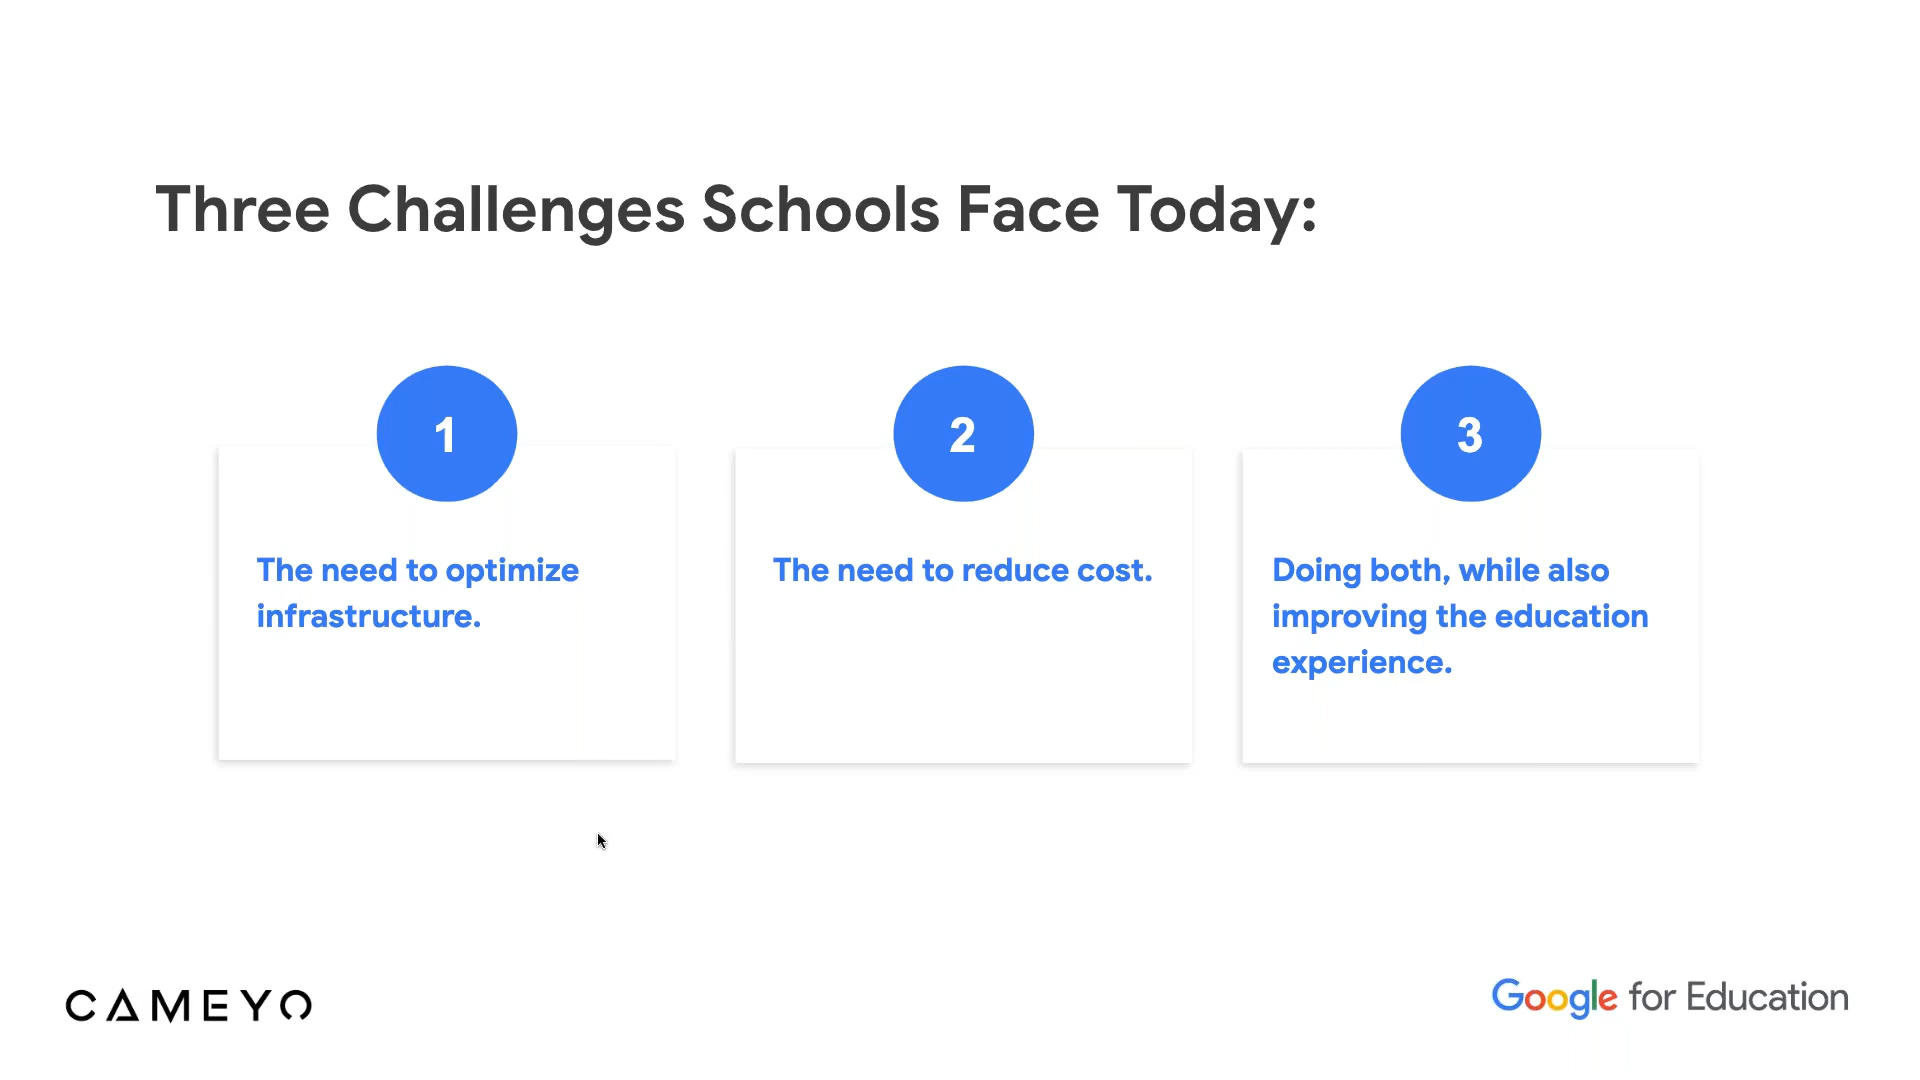 Three Challenges Schools Face Today:
1
The need to optimize
infrastructure.
2
The need to reduce cost.
3
Doing both, while also
improving the education
experience.
CAMEYO
Google for Education